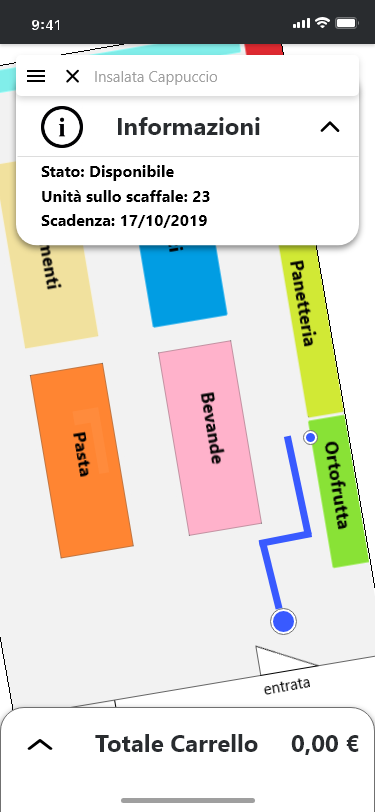 9:41
Insalata Cappuccio
i Informazioni
Stato: Disponibile
Unità sullo scaffale: 23
Scadenza: 17/10/2019
menti
Panetteria
Pasta
Bevande
Ortofrutta
entrata
Totale Carrello 0,00 €